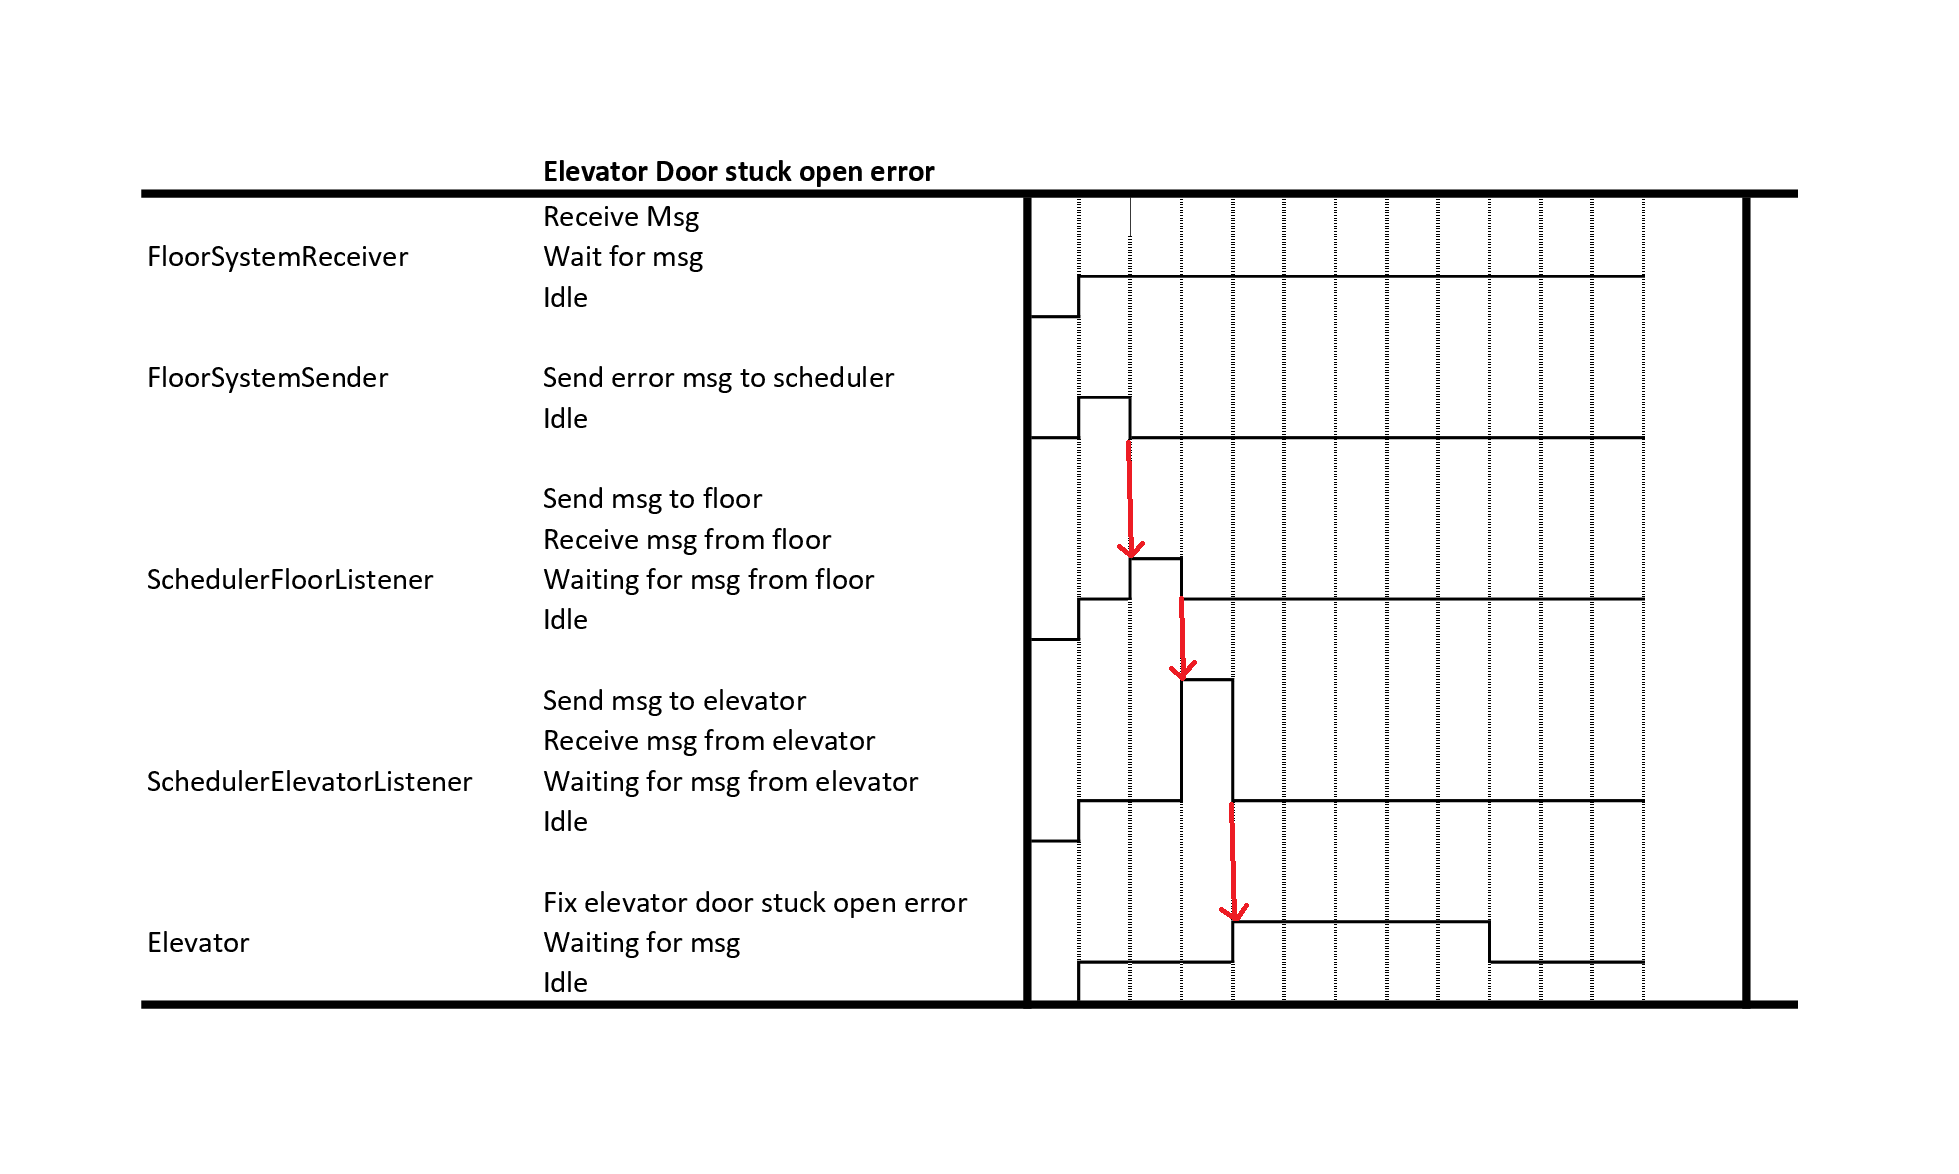 Elevator Door stuck open error
Receive Msg
FloorSystemReceiver Wait for msg
Idle
FloorSystemSender Send error msg to scheduler
Idle
Send msg to floor
Receive msg from floor
SchedulerFloorListener Waiting for msg from floor
Idle
Send msg to elevator
Receive msg from elevator
SchedulerElevatorListener Waiting for msg from elevator
Idle
Fix elevator door stuck open error
Elevator Waiting for msg
Idle